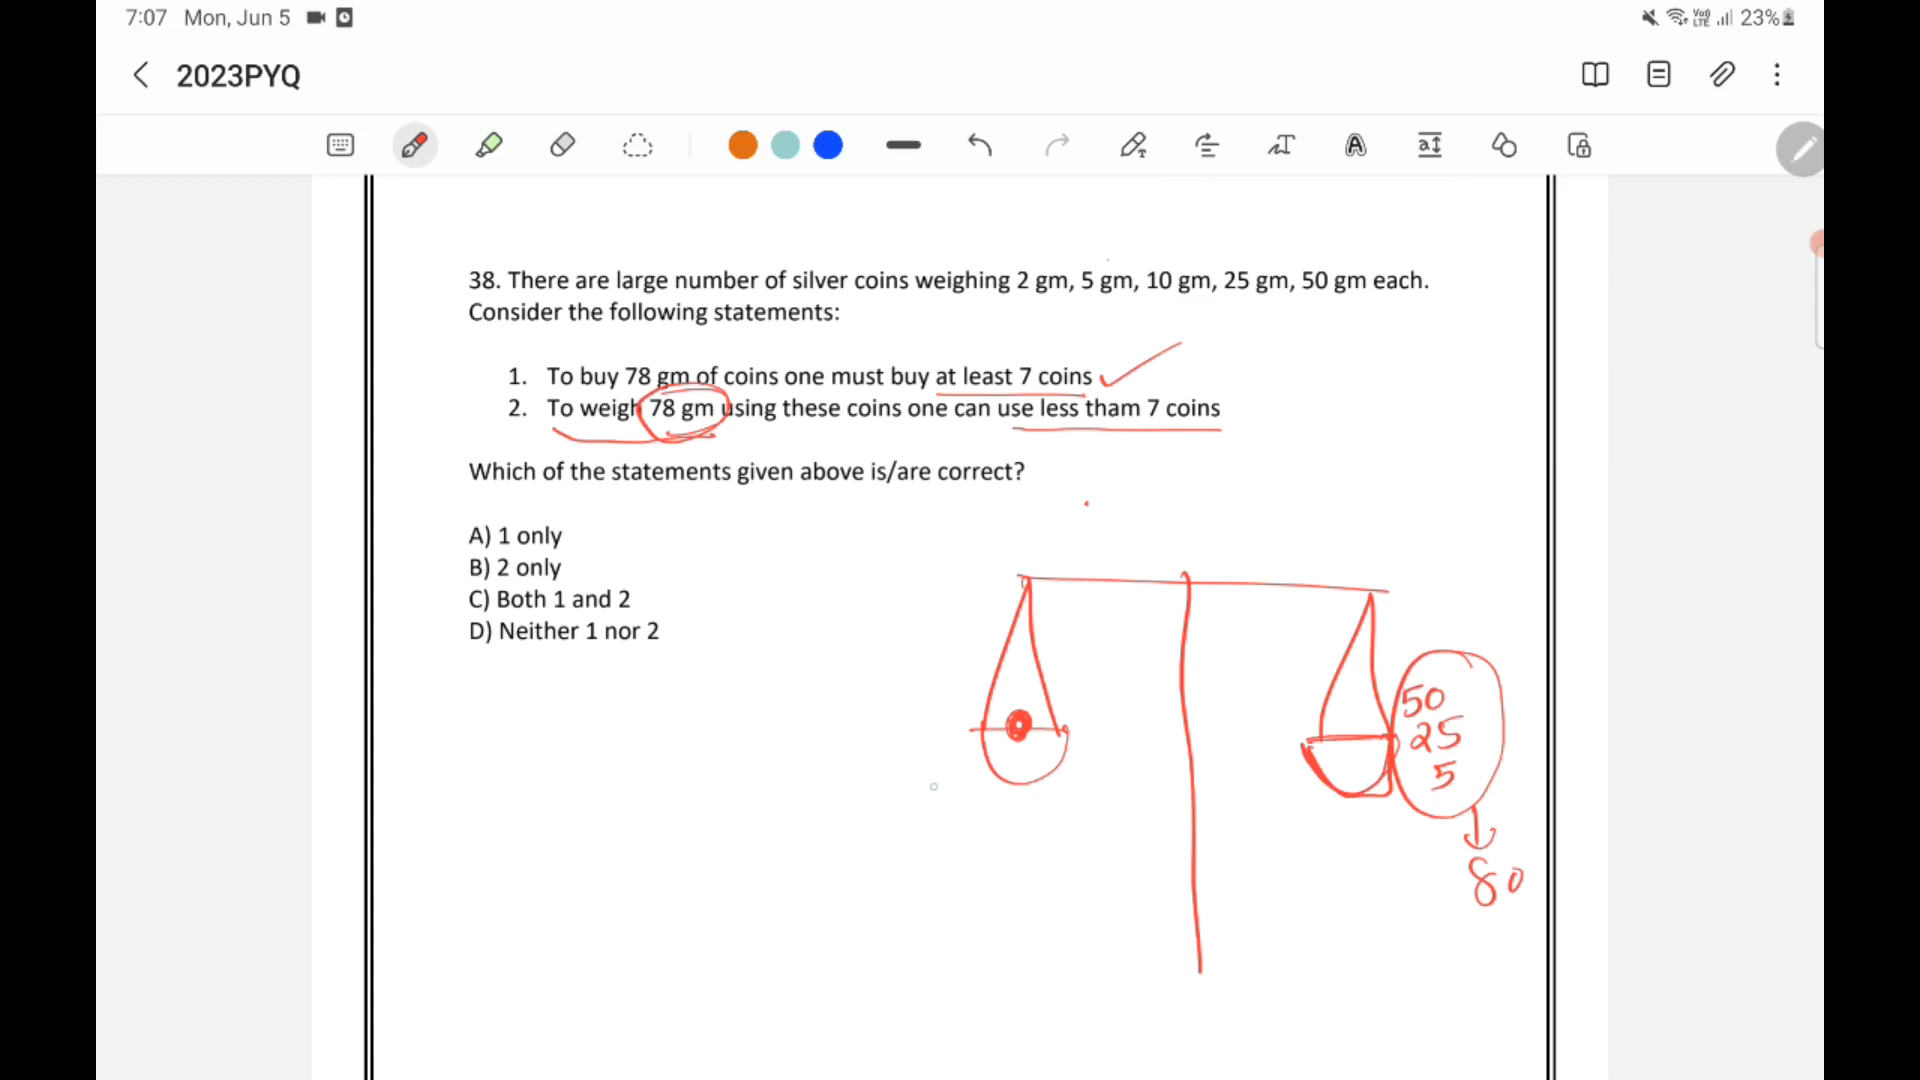 7:07 Mon, Jun 5
Vo) LTE 23%
2023PYQ
38. There are large number of silver coins weighing 2 gm, 5 gm, 10 gm, 25 gm, 50 gm each.
Consider the following statements:
1. To buy 78 gm of coins one must buy at least 7 coins
2. To weigh 78 gm using these coins one can use less tham 7 coins
Which of the statements given above is/are correct?
A) 1 only
B) 2 only
C) Both 1 and 2
D) Neither 1 nor 2
50
25
5
80